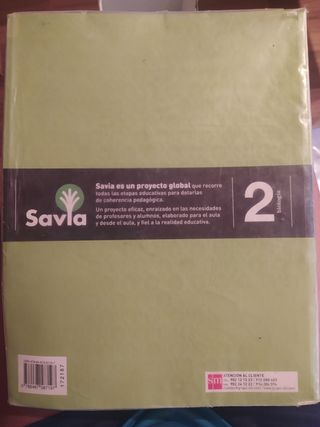 Savia es un proyecto global que recorre
todas las etapas educativas para dotarlas
de coherencia pedagógica.
Un proyecto eficaz, enraizado en las necesidades
de profesores y alumnos, elaborado para el aula
y desde el aula, y fiel a la realidad educativa.
Savia
2
sm
ATENCIÓN AL CLIENTE
172187